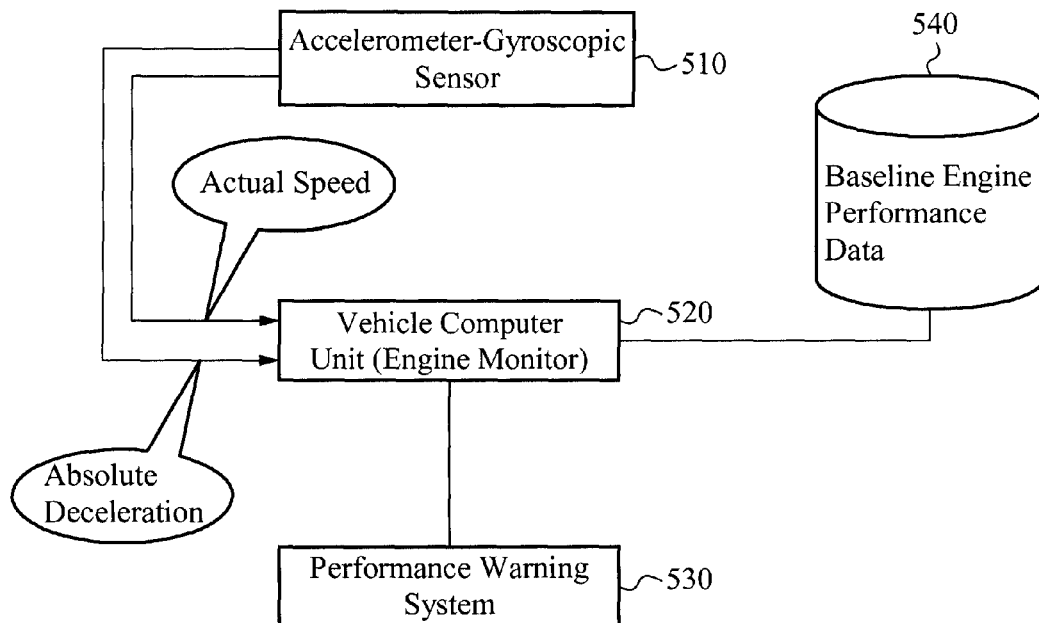 Accelerometer-Gyroscopic
Sensor
510
540
Actual Speed
Baseline Engine
Performance
Data
Vehicle Computer
Unit (Engine Monitor)
520
Absolute
Deceleration
Performance Warning
System
530